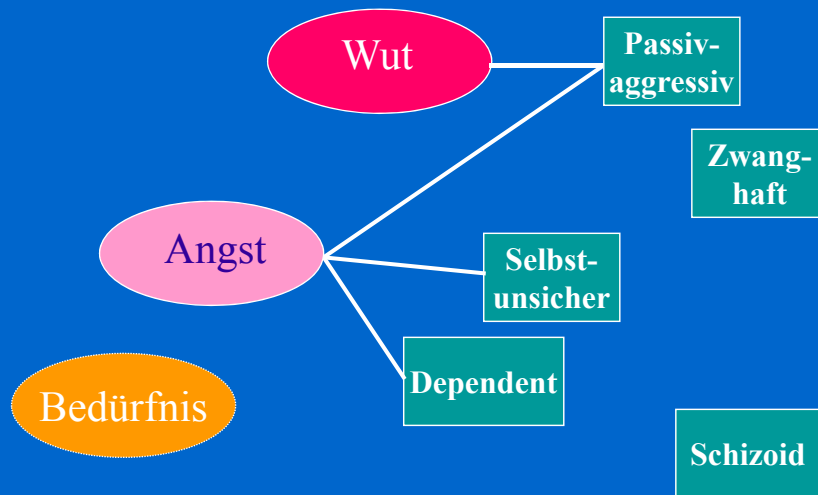 Wut
Passiv-
aggressiv
Zwang-
haft
Angst
Selbst-
unsicher
Dependent
Bedürfnis
Schizoid